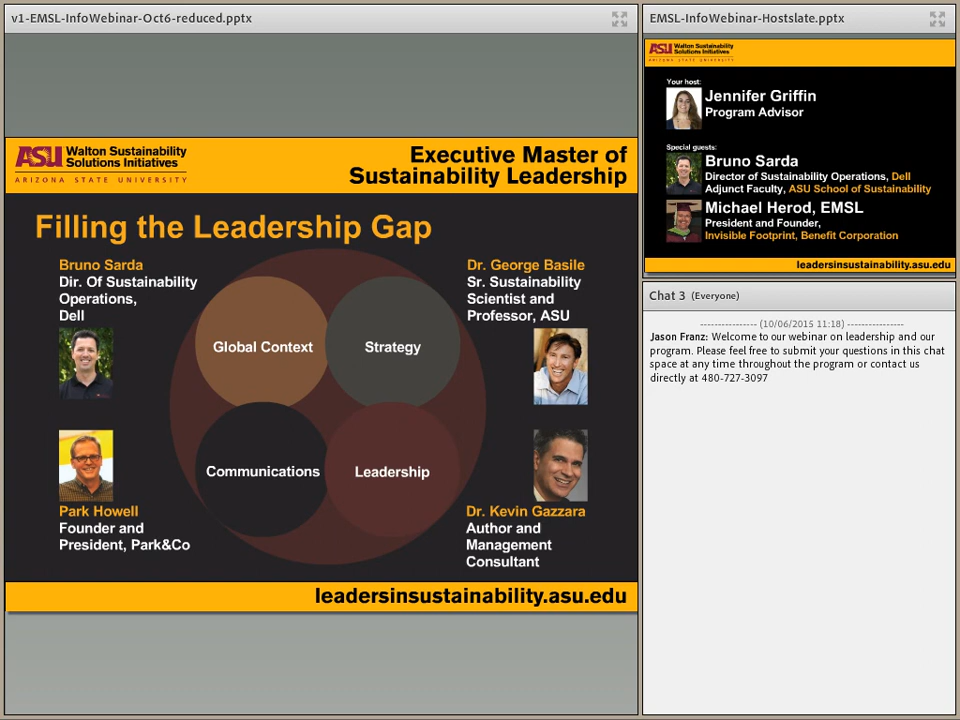 v1-EMSL-InfoWebinar-Oct6-reduced.pptx
ASU Walton Sustainability
Solutions Initiatives
ARIZONA STATE UNIVERSITY
Executive Master of
Sustainability Leadership
Filling the Leadership Gap
Bruno Sarda
Dir. Of Sustainability
Operations,
Dell
Dr. George Basile
Sr. Sustainability
Scientist and
Professor, ASU
Global Context
Strategy
Communications
Leadership
Park Howell
Founder and
President, Park&Co
Dr. Kevin Gazzara
Author and
Management
Consultant
leadersinsustainability.asu.edu
EMSL-InfoWebinar-Hostslate.pptx
ASU Walton Sustainability
Solutions Initiatives
ARIZONA STATE UNIVERSITY
Your host:
Jennifer Griffin
Program Advisor
Special guests:
Bruno Sarda
Director of Sustainability Operations, Dell
Adjunct Faculty, ASU School of Sustainability
Michael Herod, EMSL
President and Founder,
Invisible Footprint, Benefit Corporation
leadersinsustainability.asu.edu
Chat 3 (Everyone)
---------------- (10/06/2015 11:18) ----------------
Jason Franz: Welcome to our webinar on leadership and our
program. Please feel free to submit your questions in this chat
space at any time throughout the program or contact us
directly at 480-727-3097